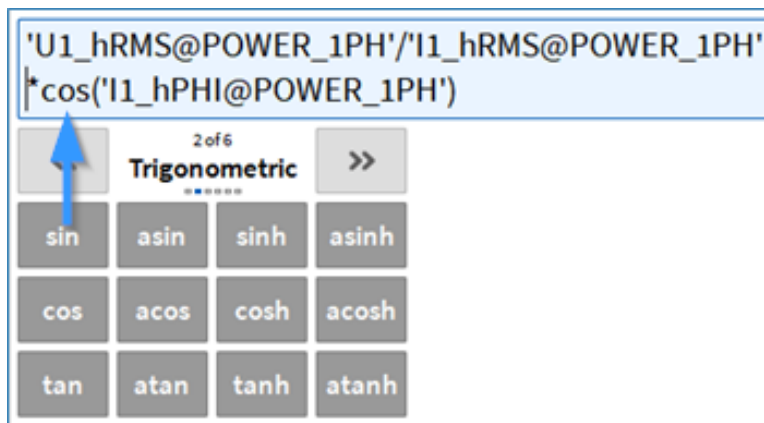 'U1_hRMS@POWER_1PH'/'I1_hRMS@POWER_1PH'
*cos('I1_hPHI@POWER_1PH')
2 of 6
Trigonometric
sin asin sinh asinh
cos acos cosh acosh
tan atan tanh atanh